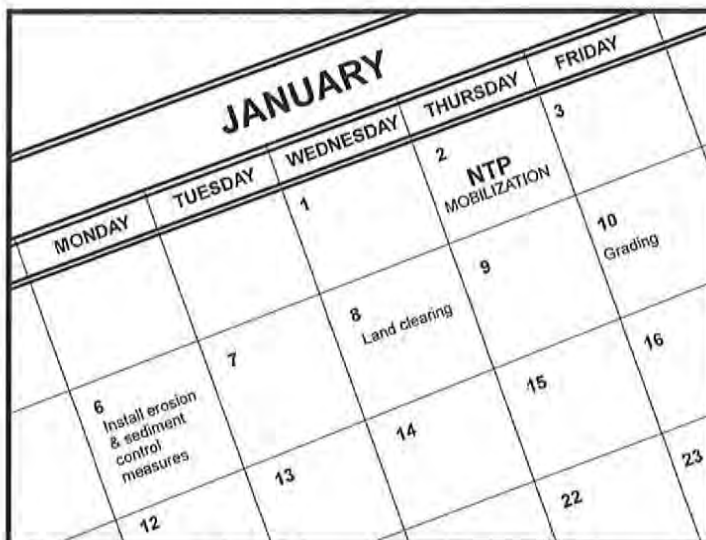 JANUARY
MONDAY TUESDAY WEDNESDAY THURSDAY FRIDAY
1
2
NTP
MOBILIZATION
3
6
Install erosion
& sediment
control
measures
7
8
Land clearing
9
10
Grading
12
13
14
15
16
22
23